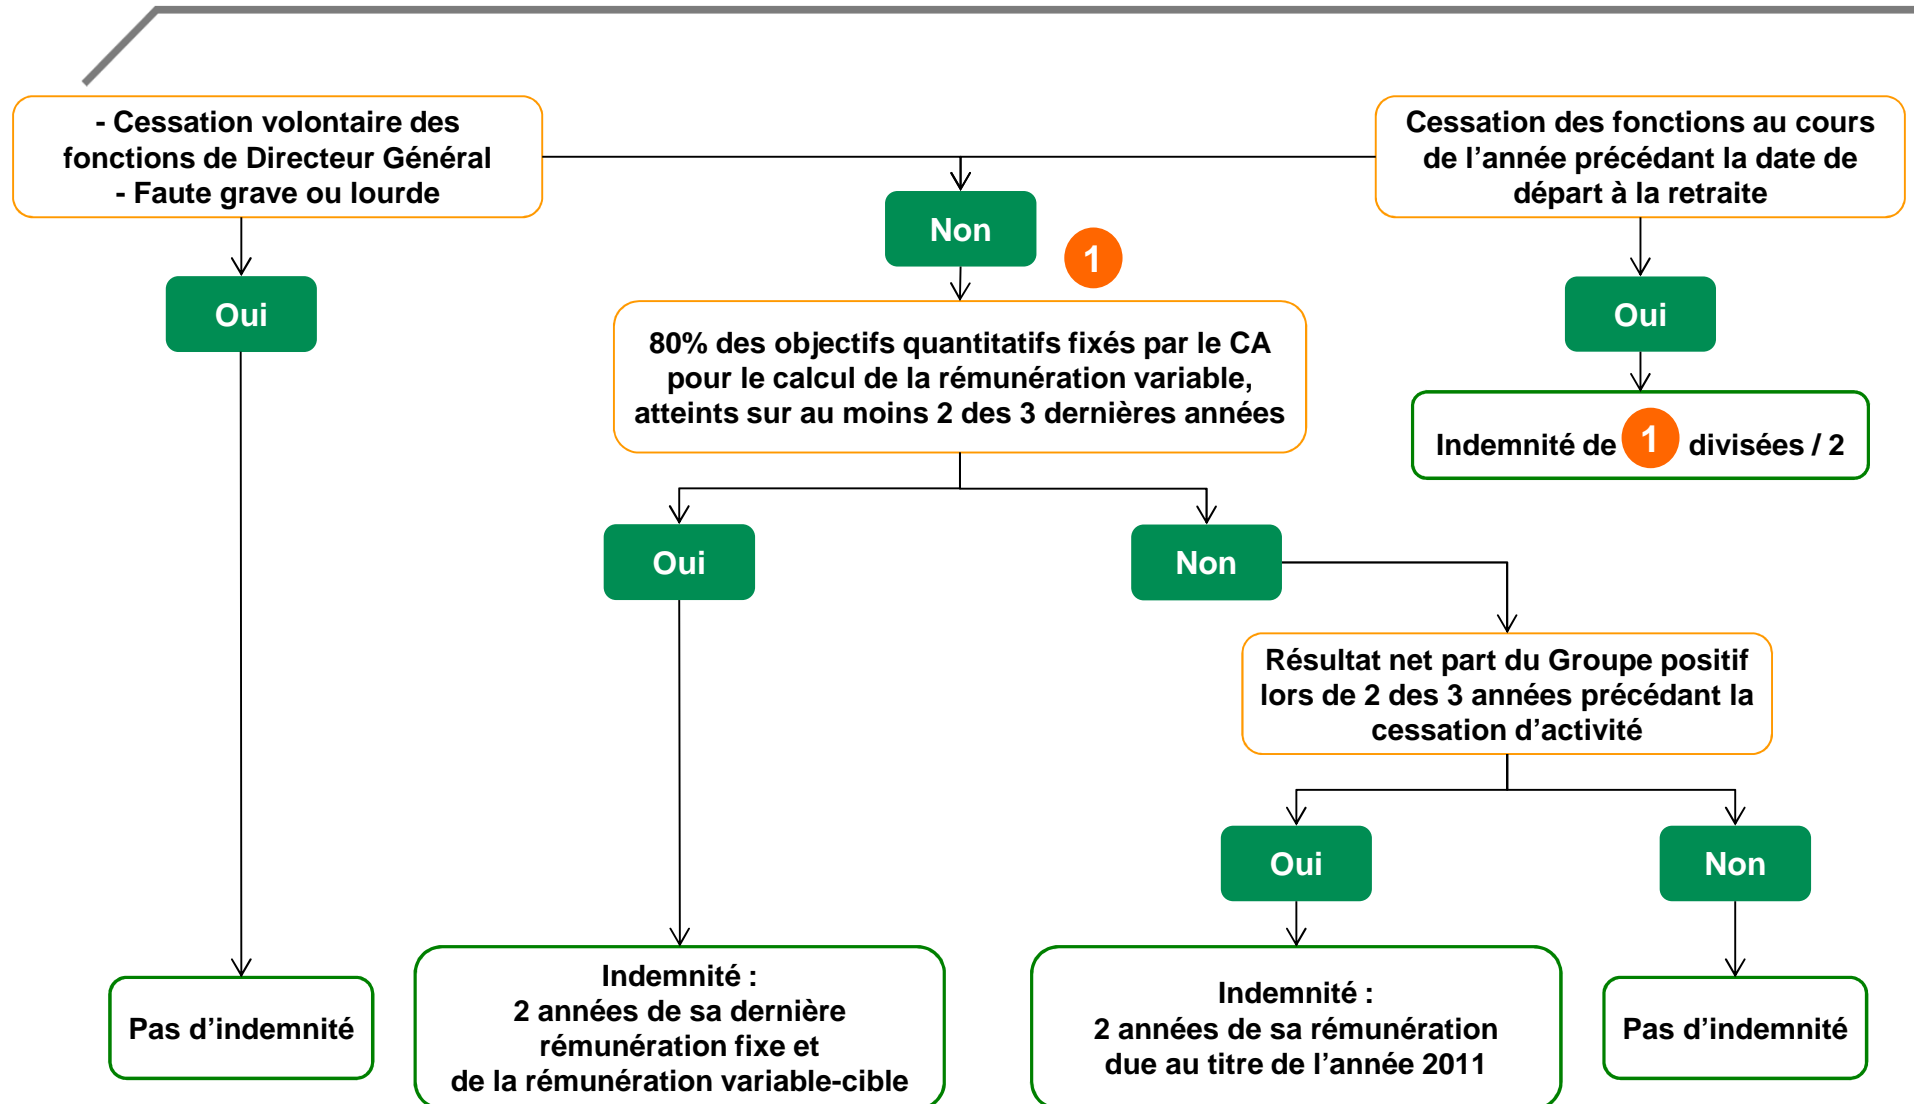 - Cessation volontaire des
fonctions de Directeur Général
- Faute grave ou lourde
Cessation des fonctions au cours
de l’année précédant la date de
départ à la retraite
Non
1
Oui
Oui
80% des objectifs quantitatifs fixés par le CA
pour le calcul de la rémunération variable,
atteints sur au moins 2 des 3 dernières années
Indemnité de 1 divisées / 2
Oui
Non
Résultat net part du Groupe positif
lors de 2 des 3 années précédant la
cessation d’activité
Oui
Non
Pas d’indemnité
Indemnité :
2 années de sa dernière
rémunération fixe et
de la rémunération variable-cible
Indemnité :
2 années de sa rémunération
due au titre de l’année 2011
Pas d’indemnité